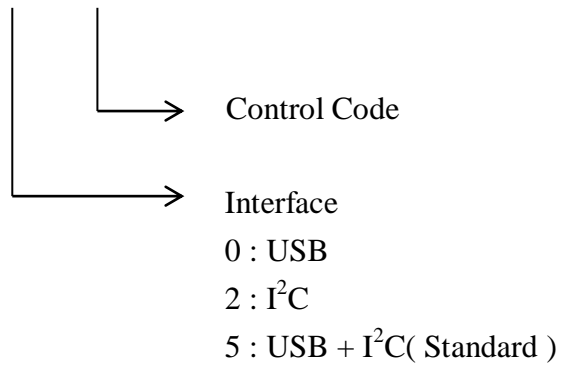 Control Code
Interface
0 : USB
2 : I²C
5 : USB + I²C( Standard )